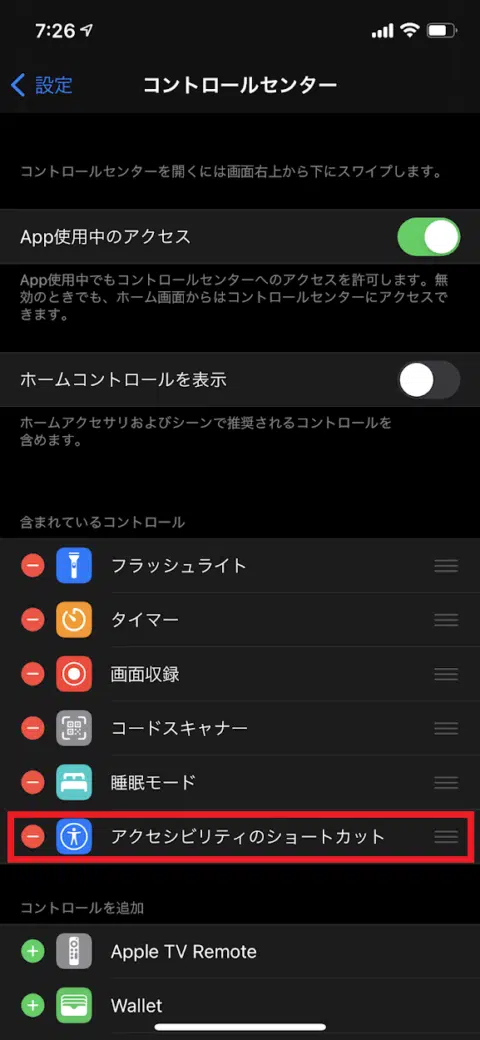 7:26
設定
コントロールセンター
コントロールセンターを開くには画面右上から下にスワイプします。
App使用中のアクセス
App使用中でもコントロールセンターへのアクセスを許可します。無
効のときでも、ホーム画面からはコントロールセンターにアクセスで
きます。
ホームコントロールを表示
ホームアクセサリおよびシーンで推奨されるコントロールを
含めます。
含まれているコントロール
フラッシュライト
タイマー
画面収録
コードスキャナー
睡眠モード
アクセシビリティのショートカット
コントロールを追加
Apple TV Remote
Wallet